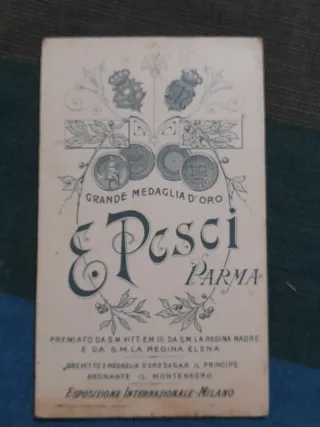 GRANDE MEDAGLIA D'ORO
E. Pesci
PARMA
PREMIATO DA S.M. VITT. EM. III DA S.M. LA REGINA MADRE
E DA S.M. LA REGINA ELENA
BREVETTO E MEDAGLIA D'ORO DA S.A.R. IL PRINCIPE
REGNANTE IL MONTENEGRO
ESPOSIZIONE INTERNAZIONALE - MILANO